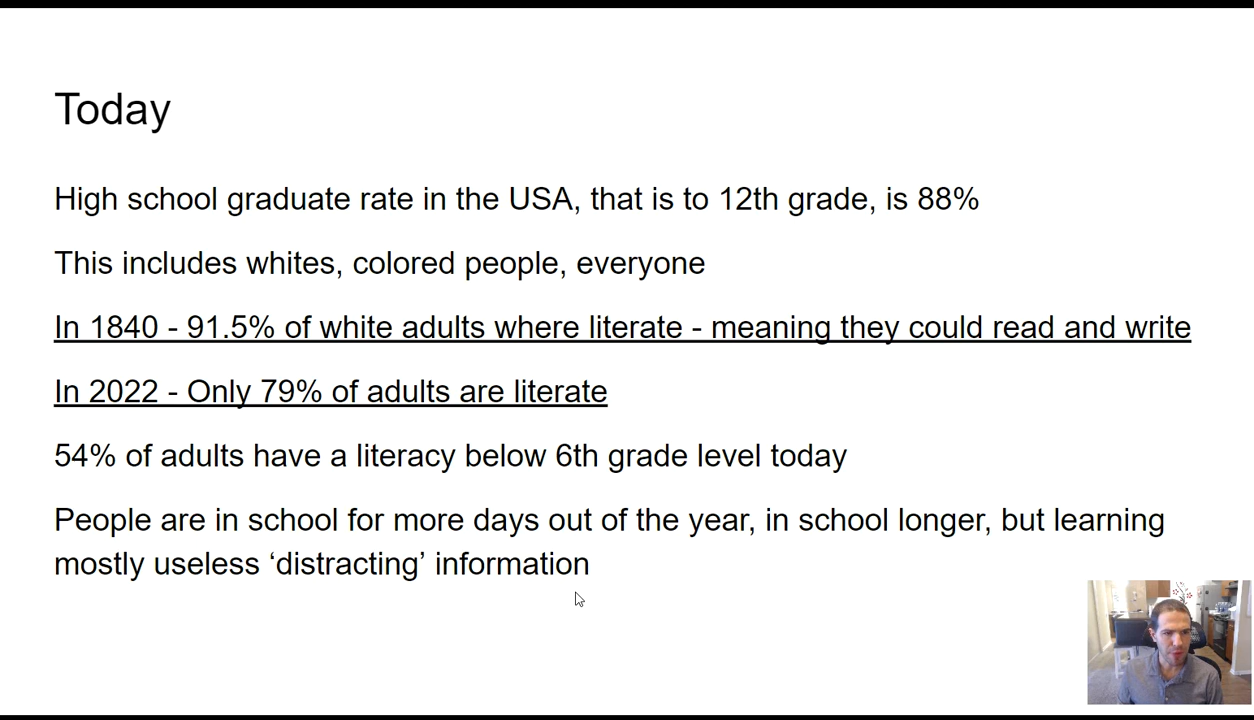 Today
High school graduate rate in the USA, that is to 12th grade, is 88%
This includes whites, colored people, everyone
In 1840 - 91.5% of white adults where literate - meaning they could read and write
In 2022 - Only 79% of adults are literate
54% of adults have a literacy below 6th grade level today
People are in school for more days out of the year, in school longer, but learning
mostly useless ‘distracting’ information